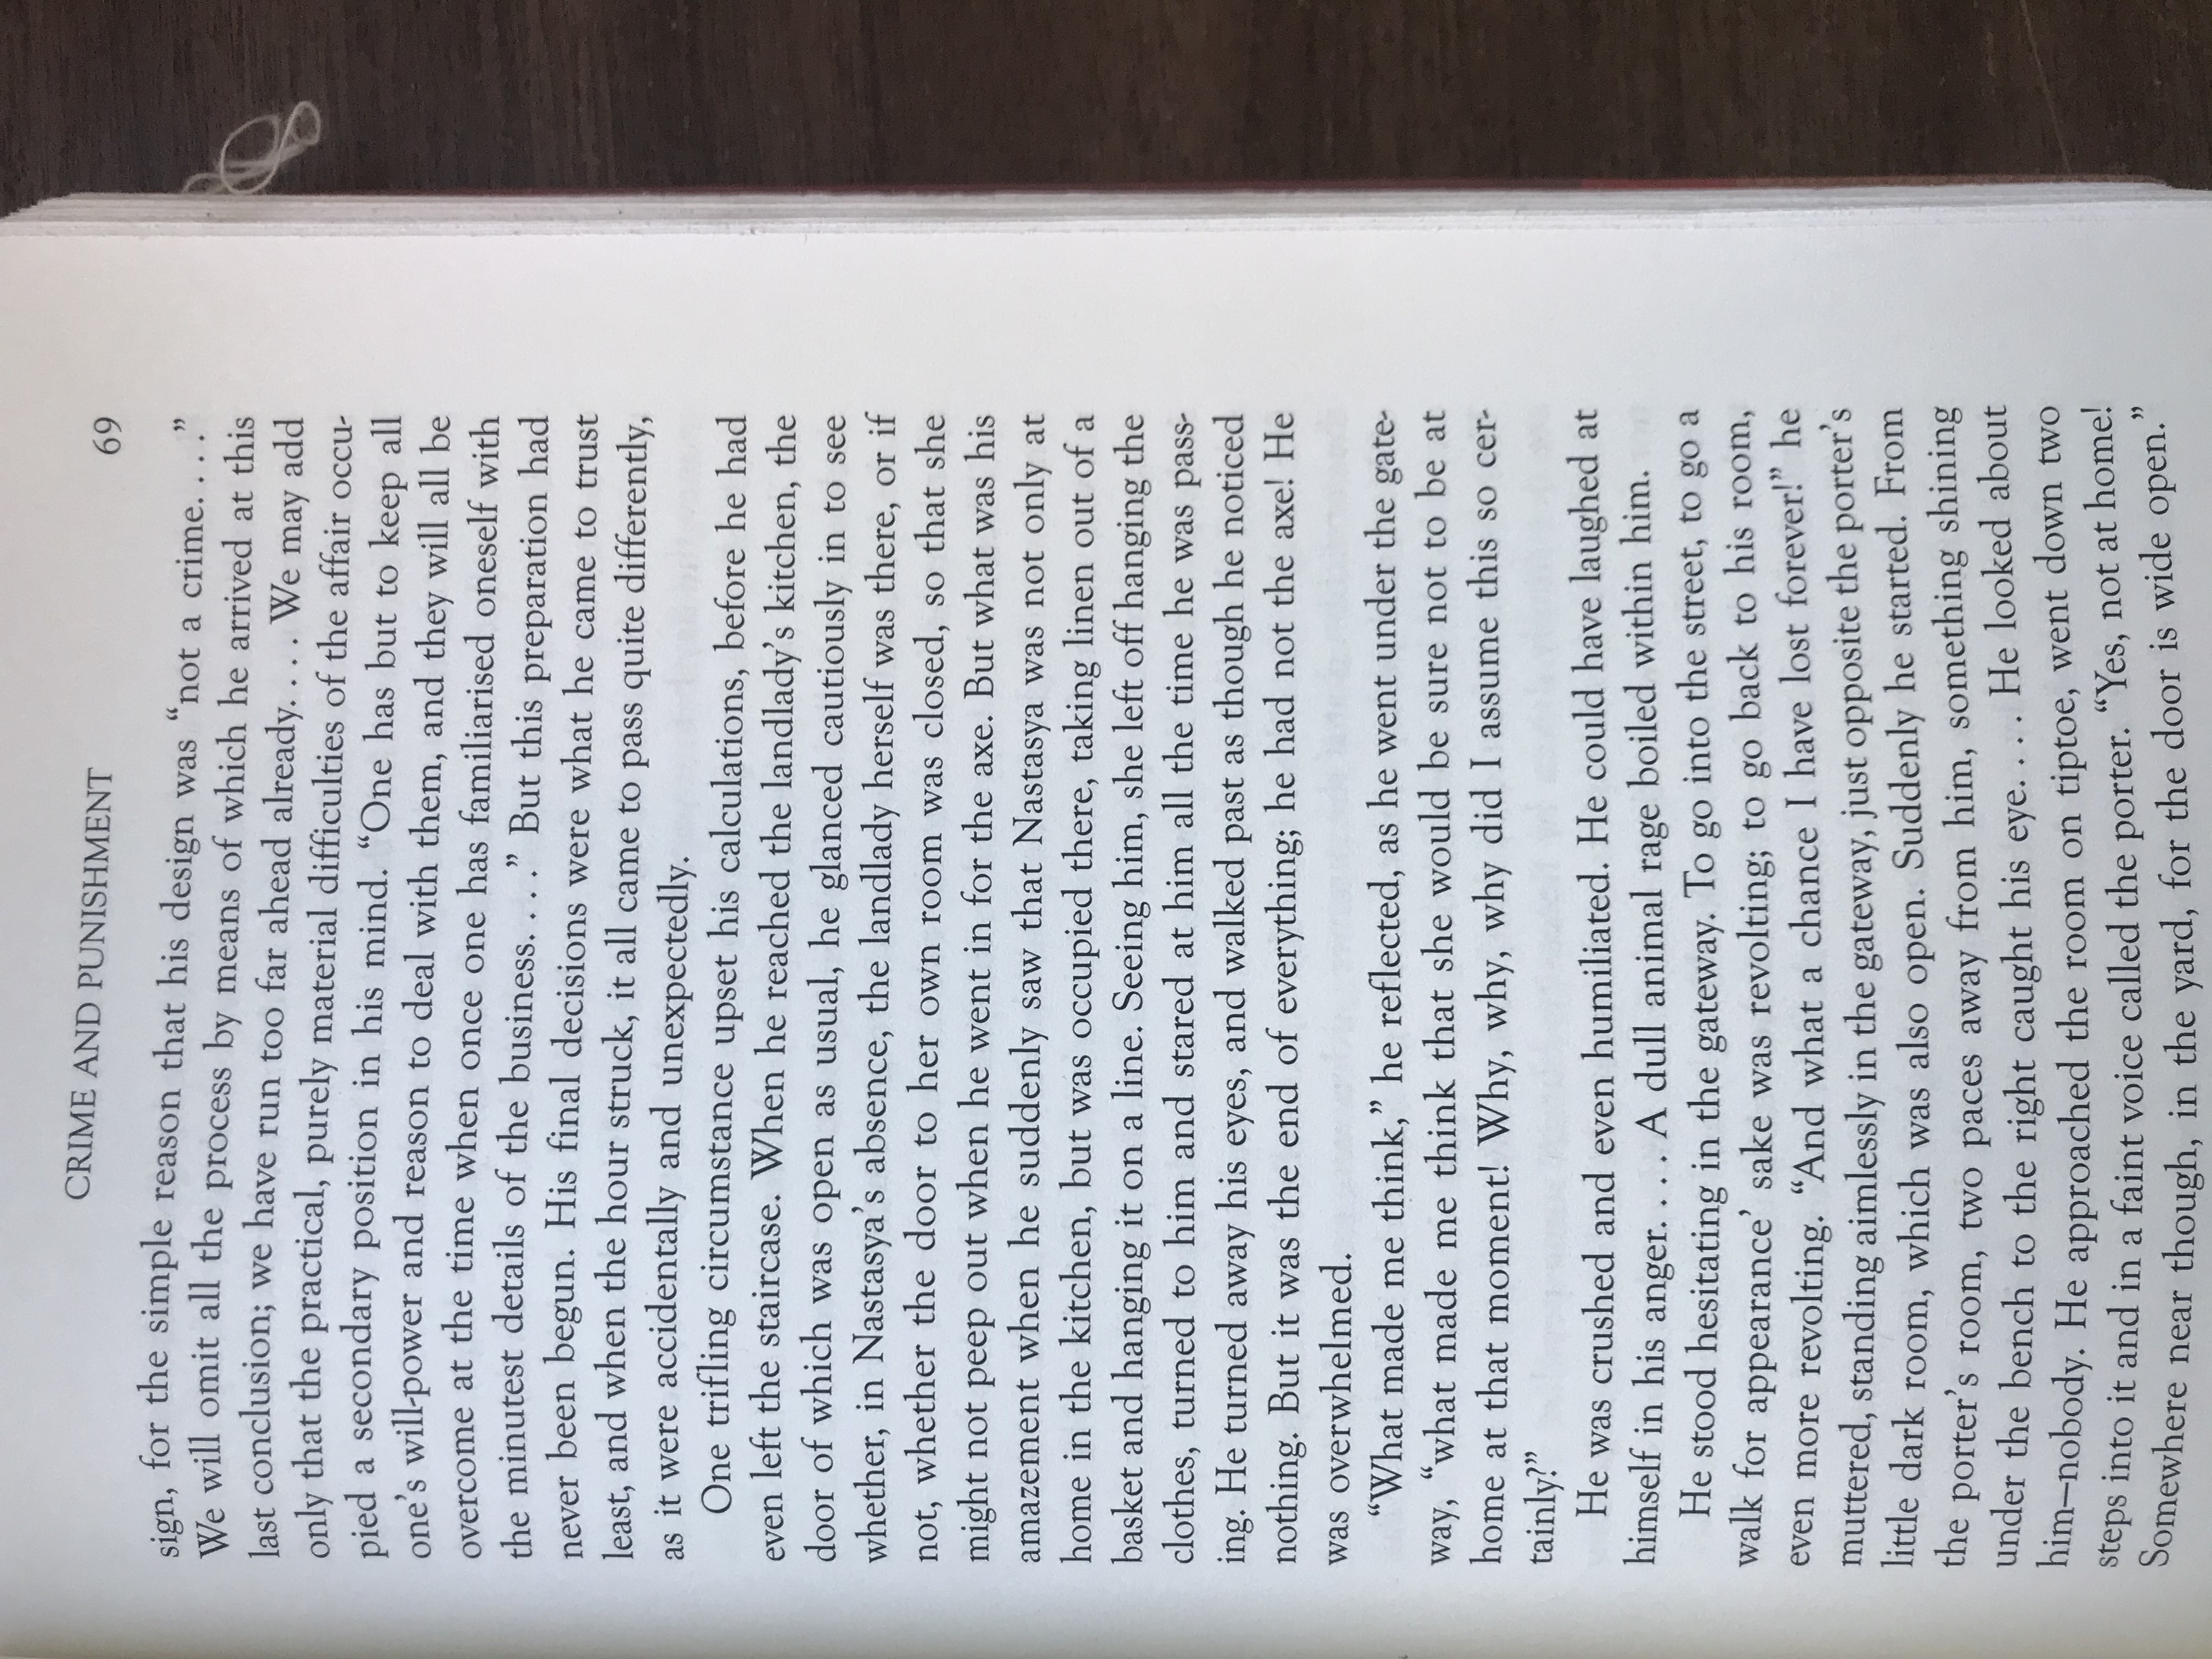 CRIME AND PUNISHMENT 69
sign, for the simple reason that his design was “not a crime. . . .”
We will omit all the process by means of which he arrived at this
last conclusion; we have run too far ahead already. . . . We may add
only that the practical, purely material difficulties of the affair occu-
pied a secondary position in his mind. “One has but to keep all
one’s will-power and reason to deal with them, and they will all be
overcome at the time when once one has familiarised oneself with
the minutest details of the business. . . .” But this preparation had
never been begun. His final decisions were what he came to trust
least, and when the hour struck, it all came to pass quite differently,
as it were accidentally and unexpectedly.
One trifling circumstance upset his calculations, before he had
even left the staircase. When he reached the landlady’s kitchen, the
door of which was open as usual, he glanced cautiously in to see
whether, in Nastasya’s absence, the landlady herself was there, or if
not, whether the door to her own room was closed, so that she
might not peep out when he went in for the axe. But what was his
amazement when he suddenly saw that Nastasya was not only at
home in the kitchen, but was occupied there, taking linen out of a
basket and hanging it on a line. Seeing him, she left off hanging the
clothes, turned to him and stared at him all the time he was pass-
ing. He turned away his eyes, and walked past as though he noticed
nothing. But it was the end of everything; he had not the axe! He
was overwhelmed.
“What made me think,” he reflected, as he went under the gate-
way, “what made me think that she would be sure not to be at
home at that moment! Why, why, why did I assume this so cer-
tainly?”
He was crushed and even humiliated. He could have laughed at
himself in his anger. . . . A dull animal rage boiled within him.
He stood hesitating in the gateway. To go into the street, to go a
walk for appearance’ sake was revolting; to go back to his room,
even more revolting. “And what a chance I have lost forever!” he
muttered, standing aimlessly in the gateway, just opposite the porter’s
little dark room, which was also open. Suddenly he started. From
the porter’s room, two paces away from him, something shining
under the bench to the right caught his eye. . . . He looked about
him—nobody. He approached the room on tiptoe, went down two
steps into it and in a faint voice called the porter. “Yes, not at home!
Somewhere near though, in the yard, for the door is wide open.”